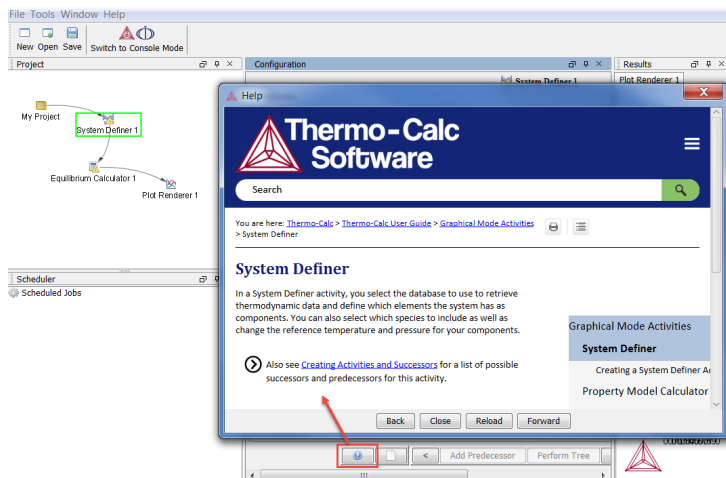 File Tools Window Help
New Open Save Switch to Console Mode
Project
Configuration
Results
System Definer 1
Plot Renderer 1
My Project
System Definer 1
Equilibrium Calculator 1
Plot Renderer 1
Scheduler
Scheduled Jobs
Help
Thermo-Calc
Software
Search
You are here: Thermo-Calc > Thermo-Calc User Guide > Graphical Mode Activities
> System Definer
System Definer
In a System Definer activity, you select the database to use to retrieve
thermodynamic data and define which elements the system has as
components. You can also select which species to include as well as
change the reference temperature and pressure for your components.
Also see Creating Activities and Successors for a list of possible
successors and predecessors for this activity.
Graphical Mode Activities
System Definer
Creating a System Definer
Property Model Calculator
Back Close Reload Forward
< Add Predecessor Perform Tree